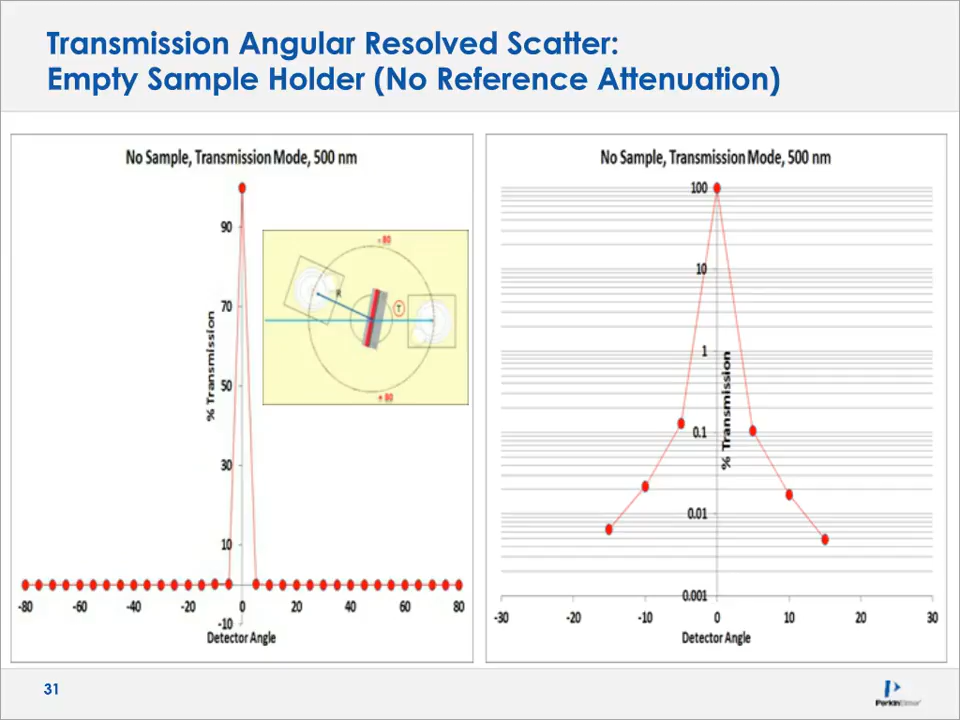 Transmission Angular Resolved Scatter:
Empty Sample Holder (No Reference Attenuation)
No Sample, Transmission Mode, 500 nm
90
70
50
30
10
-10
% Transmission
-80 -60 -40 -20 0 20 40 60 80
Detector Angle
- 80
R
T
+ 80
No Sample, Transmission Mode, 500 nm
100
10
1
0.1
0.01
0.001
% Transmission
-30 -20 -10 0 10 20 30
Detector Angle
31
PerkinElmer